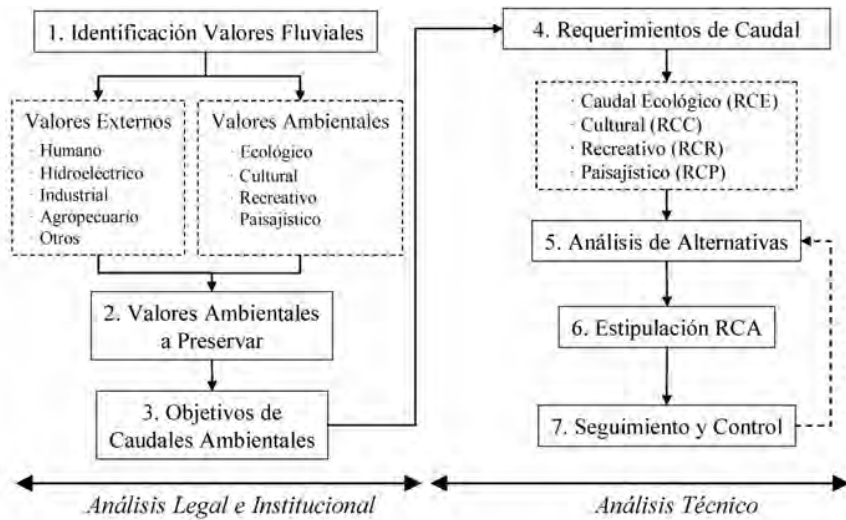 1. Identificación Valores Fluviales
Valores Externos
· Humano
· Hidroeléctrico
· Industrial
· Agropecuario
· Otros
Valores Ambientales
· Ecológico
· Cultural
· Recreativo
· Paisajístico
2. Valores Ambientales
a Preservar
3. Objetivos de
Caudales Ambientales
Análisis Legal e Institucional
4. Requerimientos de Caudal
· Caudal Ecológico (RCE)
· Cultural (RCC)
· Recreativo (RCR)
· Paisajístico (RCP)
5. Análisis de Alternativas
6. Estipulación RCA
7. Seguimiento y Control
Análisis Técnico